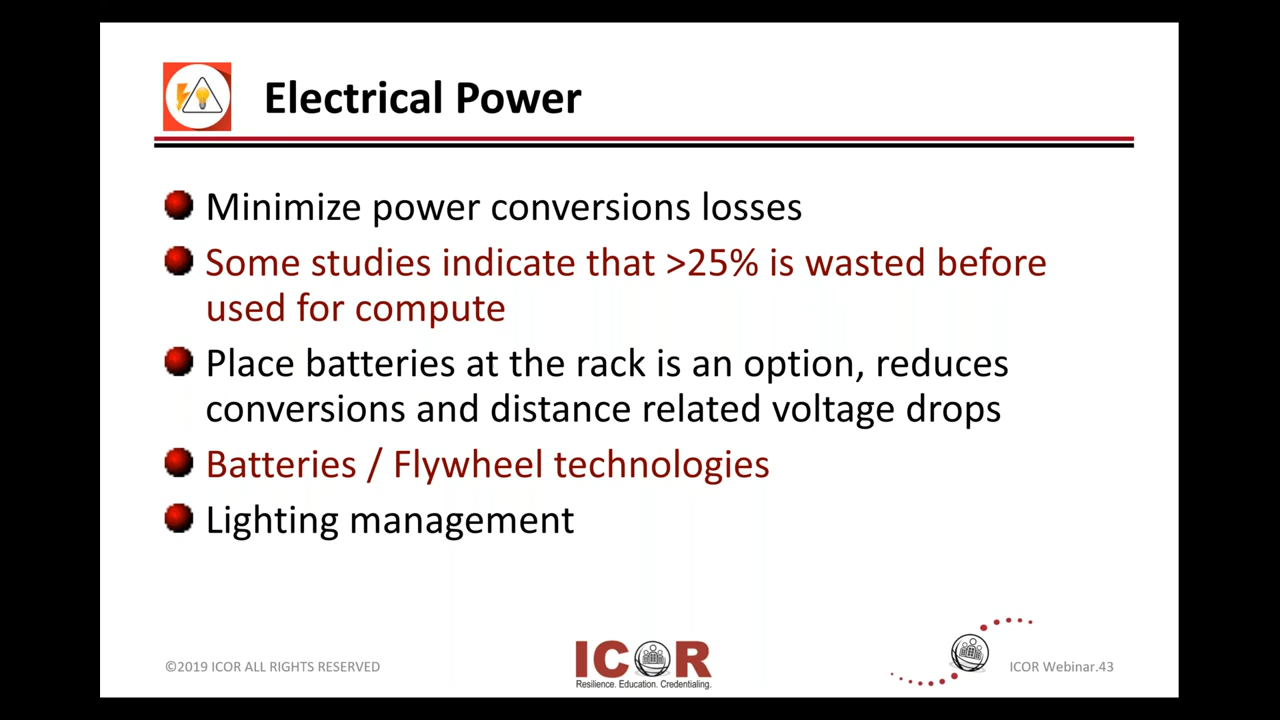 Electrical Power
Minimize power conversions losses
Some studies indicate that >25% is wasted before
used for compute
Place batteries at the rack is an option, reduces
conversions and distance related voltage drops
Batteries / Flywheel technologies
Lighting management
©2019 ICOR ALL RIGHTS RESERVED
ICOR
Resilience. Education. Credentialing.
ICOR Webinar.43